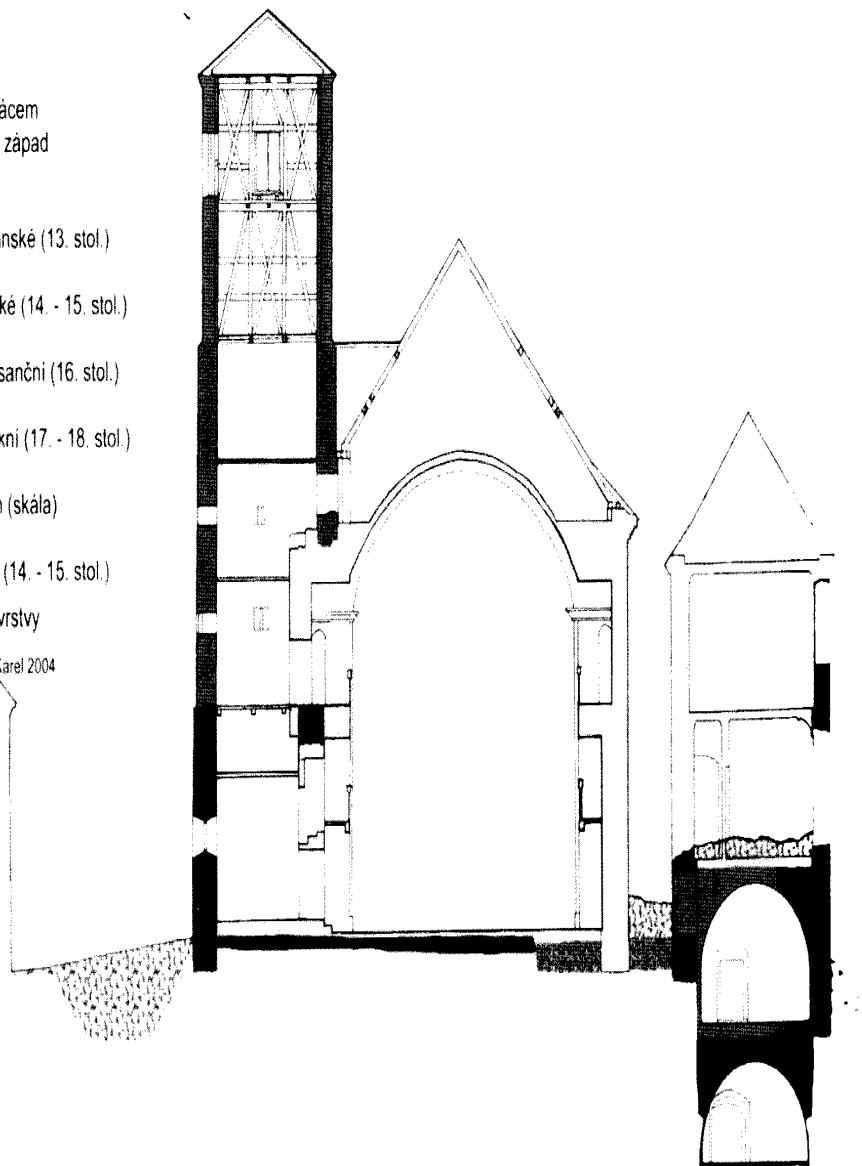 ácem
západ
nské (13. stol.)
ké (14. - 15. stol.)
sanční (16. stol.)
kní (17. - 18. stol.)
(skála)
(14. - 15. stol.)
vrstvy
Karel 2004